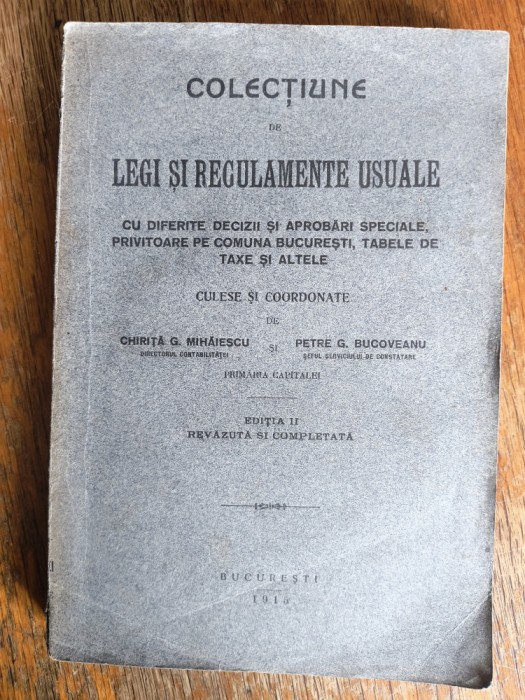 COLECȚIUNE
DE
LEGI ȘI REGULAMENTE USUALE
CU DIFERITE DECIZII ȘI APROBĂRI SPECIALE,
PRIVITOARE PE COMUNA BUCUREȘTI, TABELE DE
TAXE ȘI ALTELE
CULESE ȘI COORDONATE
DE
CHIRIȚĂ G. MIHĂIESCU
DIRECTORUL CONTABILITĂȚEI
ȘI
PETRE G. BUCOVEANU
ȘEFUL DE CONSTATARE
PRIMĂRIA CAPITALEI
EDIȚIA II
REVĂZUTĂ SI COMPLETATĂ
BUCUREȘTI